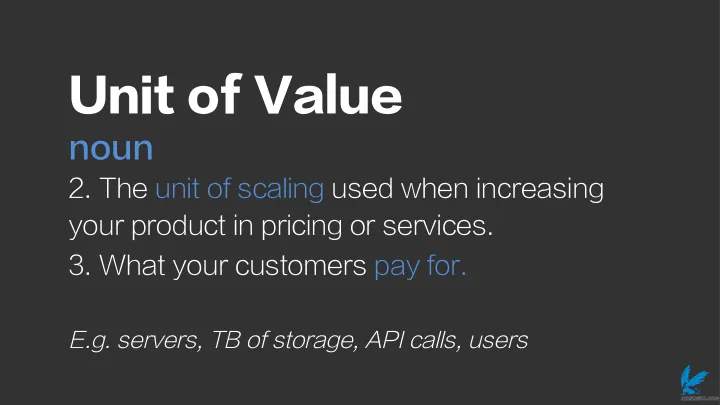 Unit of Value
noun
2. The unit of scaling used when increasing
your product in pricing or services.
3. What your customers pay for.
E.g. servers, TB of storage, API calls, users